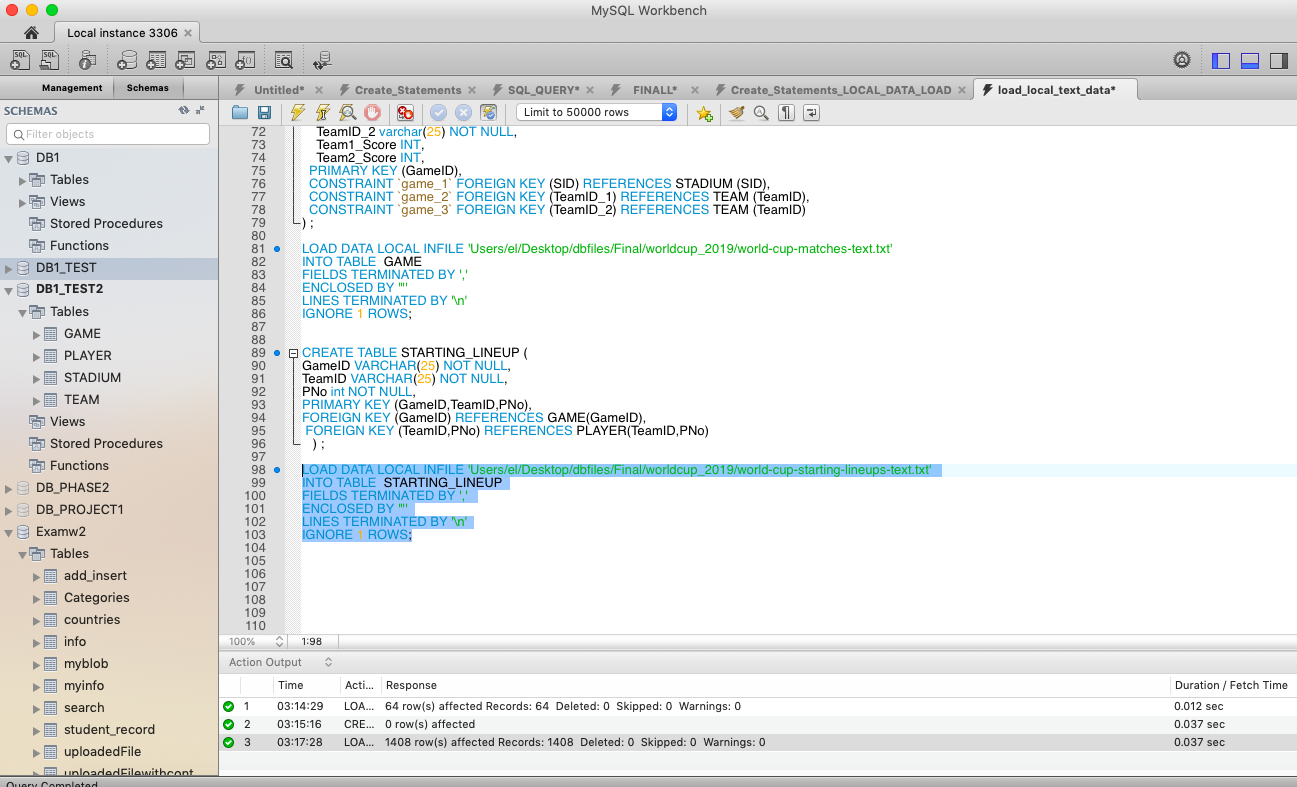 MySQL Workbench
Local instance 3306
Management
Schemas
SCHEMAS
Filter objects
DB1
Tables
Views
Stored Procedures
Functions
DB1_TEST
DB1_TEST2
Tables
GAME
PLAYER
STADIUM
TEAM
Views
Stored Procedures
Functions
DB_PHASE2
DB_PROJECT1
Examw2
Tables
add_insert
Categories
countries
info
myblob
myinfo
search
student_record
uploadedFile
uploadedFilewithcont
Untitled*
Create_Statements
SQL_QUERY*
FINALL*
Create_Statements_LOCAL_DATA_LOAD
load_local_text_data*
Limit to 50000 rows
72 TeamID_2 varchar(25) NOT NULL,
73 Team1_Score INT,
74 Team2_Score INT,
75 PRIMARY KEY (GameID),
76 CONSTRAINT `game_1` FOREIGN KEY (SID) REFERENCES STADIUM (SID),
77 CONSTRAINT `game_2` FOREIGN KEY (TeamID_1) REFERENCES TEAM (TeamID),
78 CONSTRAINT `game_3` FOREIGN KEY (TeamID_2) REFERENCES TEAM (TeamID)
79 ) ;
80
81 LOAD DATA LOCAL INFILE 'Users/el/Desktop/dbfiles/Final/worldcup_2019/world-cup-matches-text.txt'
82 INTO TABLE  GAME
83 FIELDS TERMINATED BY ','
84 ENCLOSED BY '"'
85 LINES TERMINATED BY '\n'
86 IGNORE 1 ROWS;
87
88
89 CREATE TABLE STARTING_LINEUP (
90 GameID VARCHAR(25) NOT NULL,
91 TeamID VARCHAR(25) NOT NULL,
92 PNo int NOT NULL,
93 PRIMARY KEY (GameID,TeamID,PNo),
94 FOREIGN KEY (GameID) REFERENCES GAME(GameID),
95 FOREIGN KEY (TeamID,PNo) REFERENCES PLAYER(TeamID,PNo)
96 ) ;
97
98 LOAD DATA LOCAL INFILE 'Users/el/Desktop/dbfiles/Final/worldcup_2019/world-cup-starting-lineups-text.txt'
99 INTO TABLE  STARTING_LINEUP
100 FIELDS TERMINATED BY ','
101 ENCLOSED BY '"'
102 LINES TERMINATED BY '\n'
103 IGNORE 1 ROWS;
104
105
106
107
108
109
110
100% 1:98
Action Output
Time Acti... Response Duration / Fetch Time
1 03:14:29 LOA... 64 row(s) affected Records: 64  Deleted: 0  Skipped: 0  Warnings: 0 0.012 sec
2 03:15:16 CRE... 0 row(s) affected 0.037 sec
3 03:17:28 LOA... 1408 row(s) affected Records: 1408  Deleted: 0  Skipped: 0  Warnings: 0 0.037 sec
Query Completed